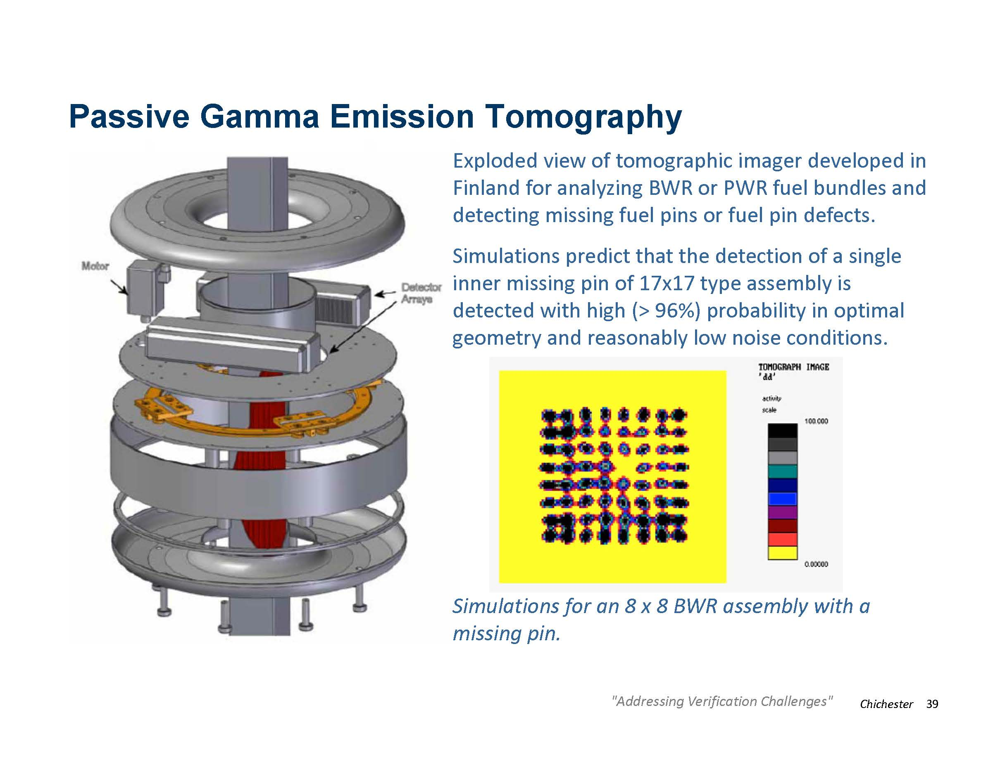 Passive Gamma Emission Tomography
Exploded view of tomographic imager developed in
Finland for analyzing BWR or PWR fuel bundles and
detecting missing fuel pins or fuel pin defects.
Simulations predict that the detection of a single
inner missing pin of 17x17 type assembly is
detected with high (> 96%) probability in optimal
geometry and reasonably low noise conditions.
Motor
Detector
Arrays
TOMOGRAPH IMAGE
'dd'
activity
scale
100.000
0.00000
Simulations for an 8 x 8 BWR assembly with a
missing pin.
"Addressing Verification Challenges"
Chichester 39